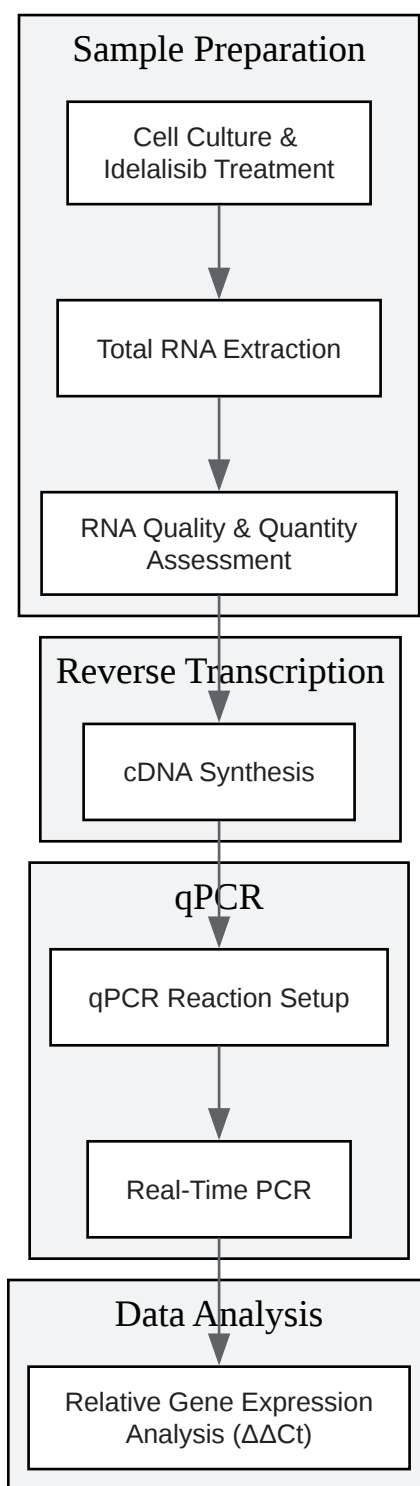 Sample Preparation
Cell Culture &
Idelalisib Treatment
Total RNA Extraction
RNA Quality & Quantity
Assessment
Reverse Transcription
cDNA Synthesis
qPCR
qPCR Reaction Setup
Real-Time PCR
Data Analysis
Relative Gene Expression
Analysis (ΔΔCt)